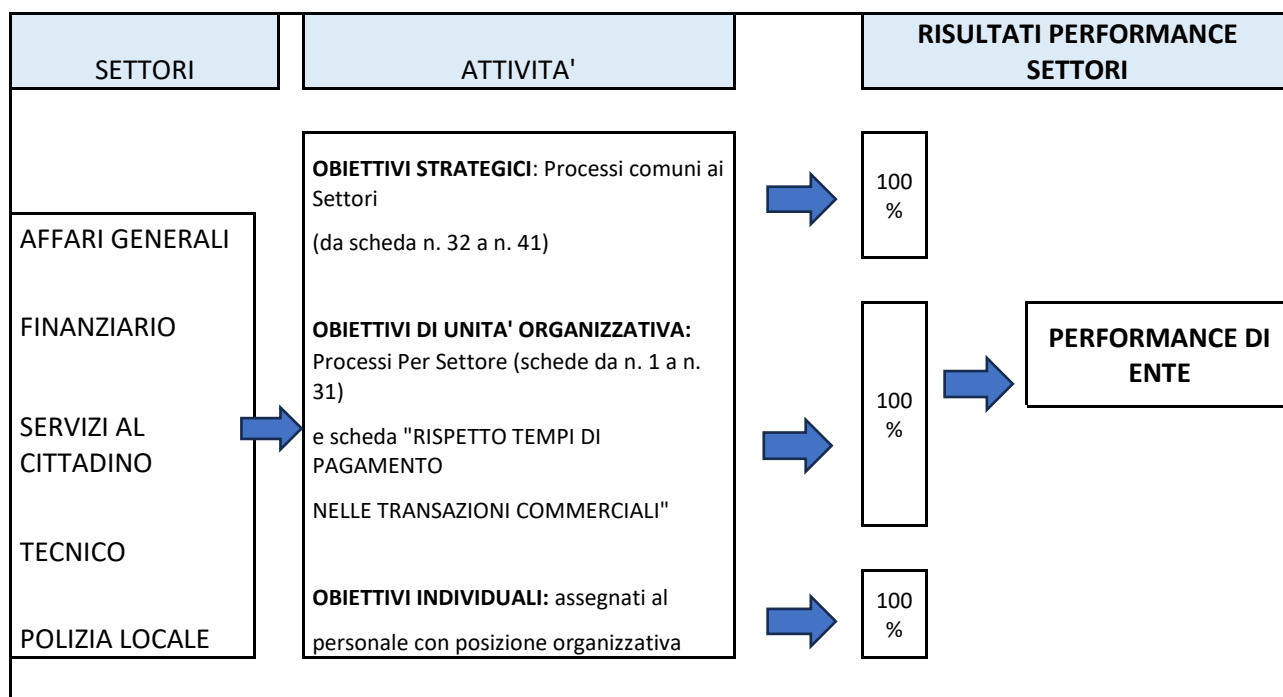 SETTORI
ATTIVITA'
RISULTATI PERFORMANCE
SETTORI
AFFARI GENERALI
FINANZIARIO
SERVIZI AL
CITTADINO
TECNICO
POLIZIA LOCALE
OBIETTIVI STRATEGICI: Processi comuni ai
Settori
(da scheda n. 32 a n. 41)
OBIETTIVI DI UNITA' ORGANIZZATIVA:
Processi Per Settore (schede da n. 1 a n.
31)
e scheda "RISPETTO TEMPI DI
PAGAMENTO
NELLE TRANSAZIONI COMMERCIALI"
OBIETTIVI INDIVIDUALI: assegnati al
personale con posizione organizzativa
100
%
100
%
100
%
PERFORMANCE DI
ENTE